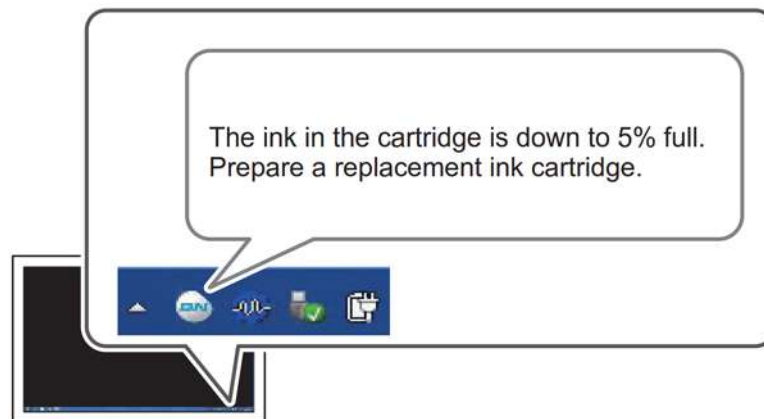 The ink in the cartridge is down to 5% full.
Prepare a replacement ink cartridge.